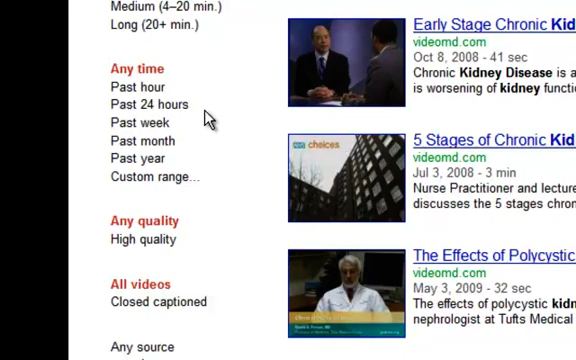 Medium (4–20 min.)
Long (20+ min.)
Any time
Past hour
Past 24 hours
Past week
Past month
Past year
Custom range...
Any quality
High quality
All videos
Closed captioned
Any source
Early Stage Chronic Kid
videomd.com
Oct 8, 2008 - 41 sec
Chronic Kidney Disease is a
is worsening of kidney functi
choices
5 Stages of Chronic Kid
videomd.com
Jul 3, 2008 - 3 min
Nurse Practitioner and lecture
discusses the 5 stages chron
The Effects of Polycystic
videomd.com
May 3, 2009 - 32 sec
The effects of polycystic kidn
nephrologist at Tufts Medical